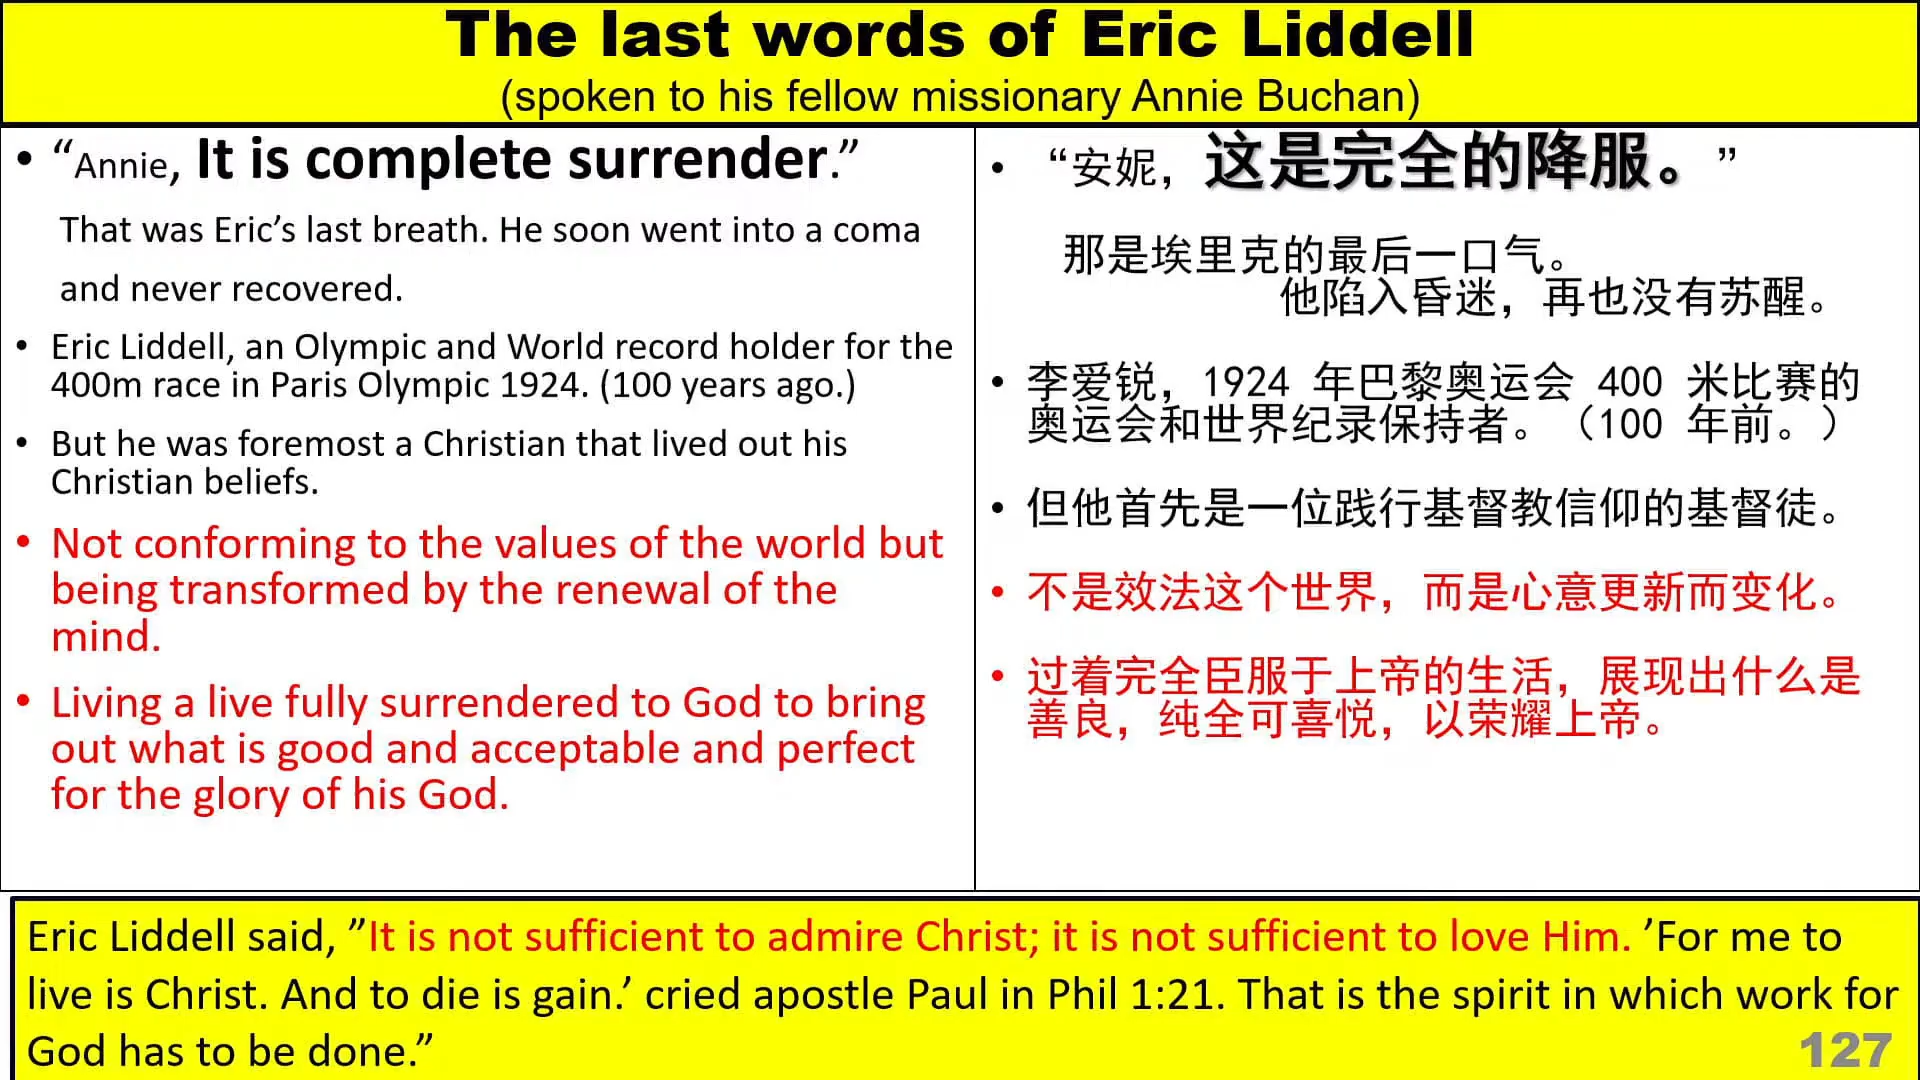 The last words of Eric Liddell
(spoken to his fellow missionary Annie Buchan)
• “Annie, It is complete surrender.”
That was Eric’s last breath. He soon went into a coma
and never recovered.
• Eric Liddell, an Olympic and World record holder for the
400m race in Paris Olympic 1924. (100 years ago.)
• But he was foremost a Christian that lived out his
Christian beliefs.
• Not conforming to the values of the world but
being transformed by the renewal of the
mind.
• Living a live fully surrendered to God to bring
out what is good and acceptable and perfect
for the glory of his God.
• “安妮，这是完全的降服。”
那是埃里克的最后一口气。
他陷入昏迷，再也没有苏醒。
• 李爱锐，1924 年巴黎奥运会 400 米比赛的
奥运会和世界纪录保持者。（100 年前。）
• 但他首先是一位践行基督教信仰的基督徒。
• 不是效法这个世界，而是心意更新而变化。
• 过着完全臣服于上帝的生活，展现出什么是
善良，纯全可喜悦，以荣耀上帝。
Eric Liddell said, ”It is not sufficient to admire Christ; it is not sufficient to love Him. ’For me to
live is Christ. And to die is gain.’ cried apostle Paul in Phil 1:21. That is the spirit in which work for
God has to be done.”
127